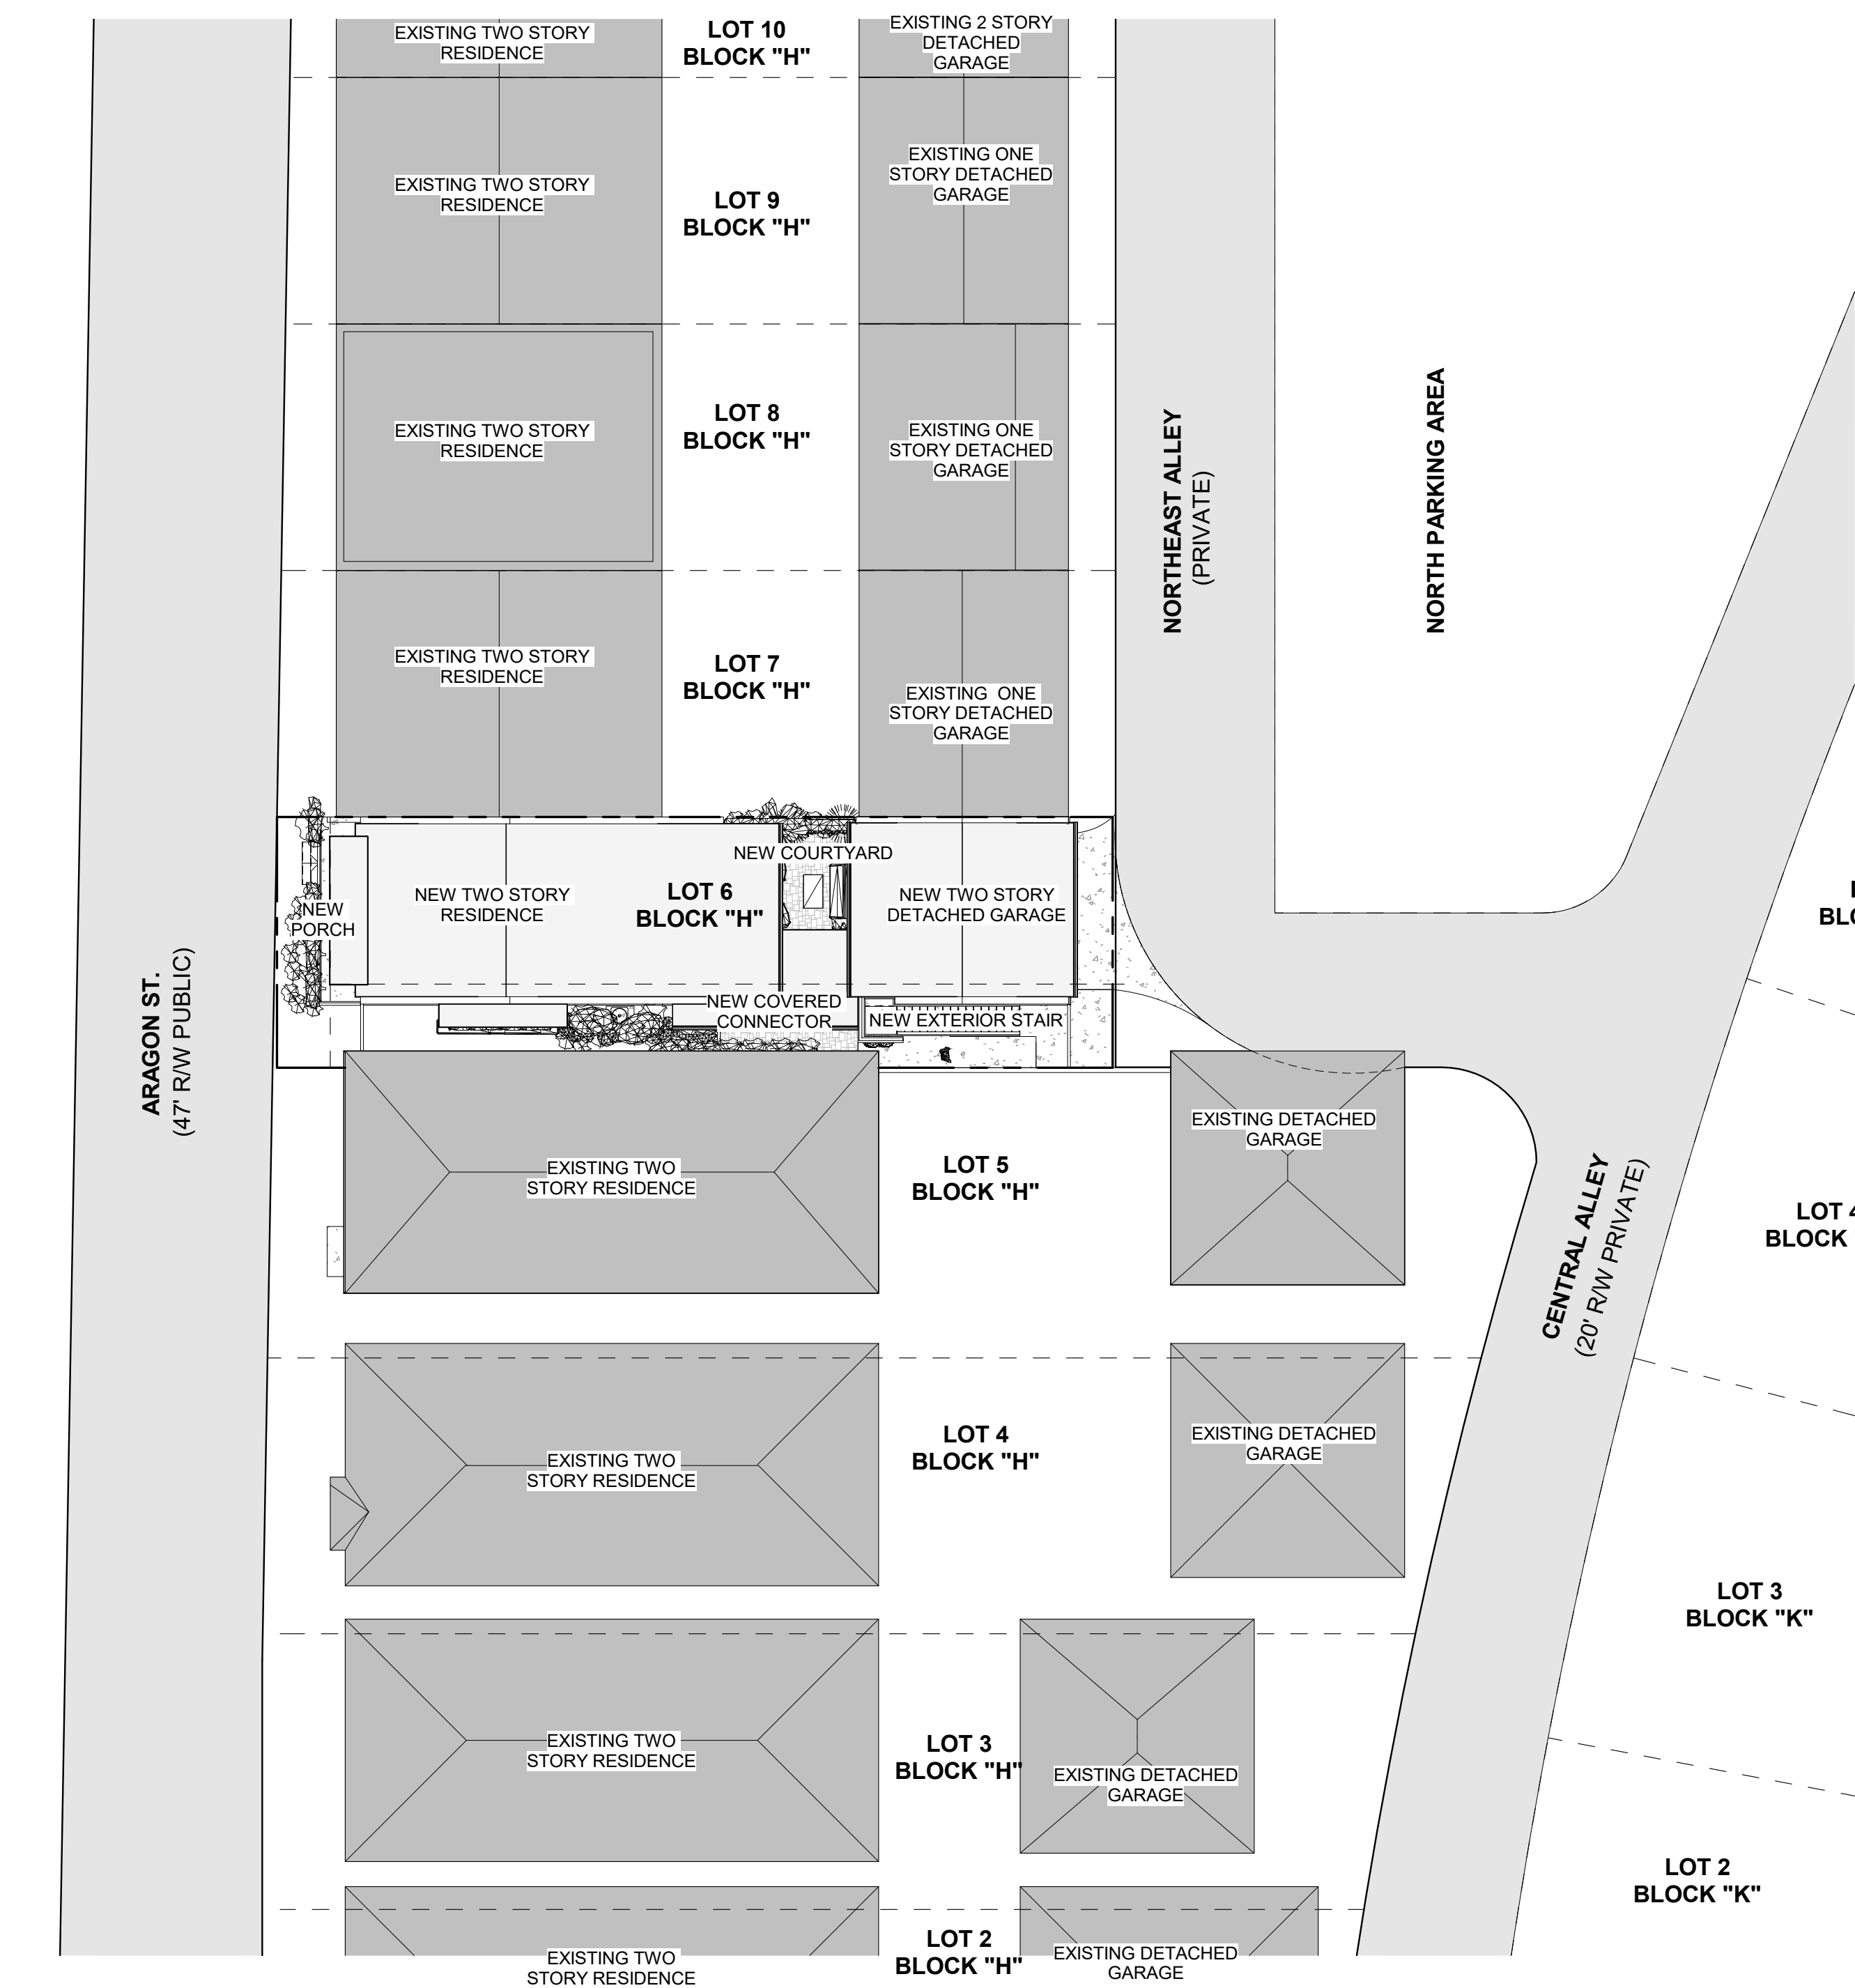 EXISTING TWO STORY
RESIDENCE
LOT 10
BLOCK "H"
EXISTING 2 STORY
DETACHED
GARAGE
EXISTING TWO STORY
RESIDENCE
LOT 9
BLOCK "H"
EXISTING ONE
STORY DETACHED
GARAGE
EXISTING TWO STORY
RESIDENCE
LOT 8
BLOCK "H"
EXISTING ONE
STORY DETACHED
GARAGE
NORTHEAST ALLEY
(PRIVATE)
NORTH PARKING AREA
EXISTING TWO STORY
RESIDENCE
LOT 7
BLOCK "H"
EXISTING ONE
STORY DETACHED
GARAGE
NEW COURTYARD
NEW
PORCH
NEW TWO STORY
RESIDENCE
LOT 6
BLOCK "H"
NEW TWO STORY
DETACHED GARAGE
NEW COVERED
CONNECTOR
NEW EXTERIOR STAIR
ARAGON ST.
(47' R/W PUBLIC)
EXISTING TWO
STORY RESIDENCE
LOT 5
BLOCK "H"
EXISTING DETACHED
GARAGE
CENTRAL ALLEY
(20' R/W PRIVATE)
LOT 4
BLOCK
EXISTING TWO
STORY RESIDENCE
LOT 4
BLOCK "H"
EXISTING DETACHED
GARAGE
LOT 3
BLOCK "K"
EXISTING TWO
STORY RESIDENCE
LOT 3
BLOCK "H"
EXISTING DETACHED
GARAGE
LOT 2
BLOCK "K"
EXISTING TWO
STORY RESIDENCE
LOT 2
BLOCK "H"
EXISTING DETACHED
GARAGE